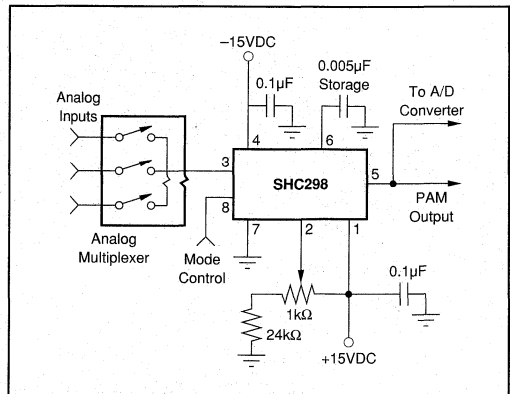 –15VDC
0.1µF
0.005µF
Storage
To A/D
Converter
Analog
Inputs
4
6
3
SHC298
5
8
PAM
Output
7
2
1
Analog
Multiplexer
Mode
Control
0.1µF
1kΩ
24kΩ
+15VDC